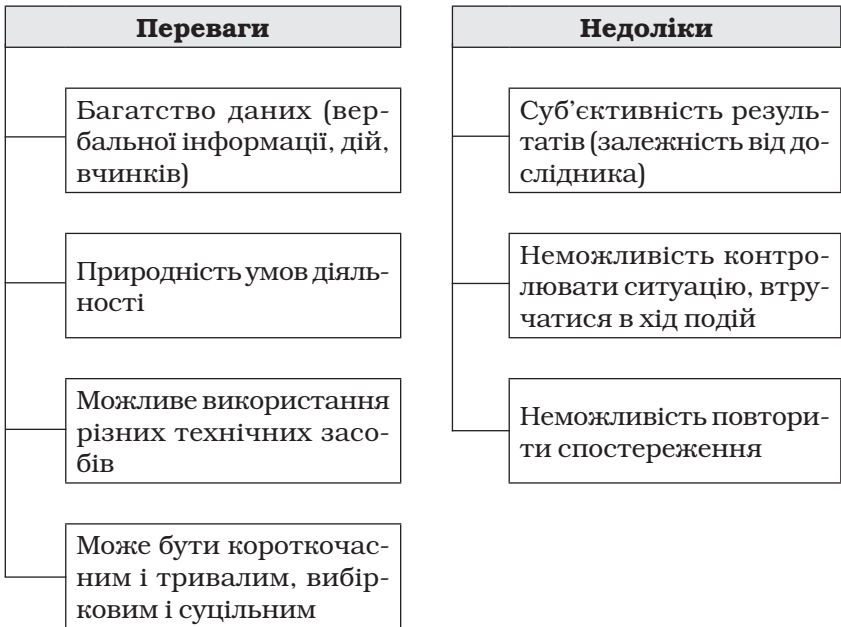 Переваги
Багатство даних (вер-
бальної інформації, дій,
вчинків)
Природність умов діяль-
ності
Можливе використання
різних технічних засо-
бів
Може бути короткочас-
ним і тривалим, вибір-
ковим і суцільним
Недоліки
Суб’єктивність резуль-
татів (залежність від до-
слідника)
Неможливість контро-
лювати ситуацію, втру-
чатися в хід подій
Неможливість повтори-
ти спостереження